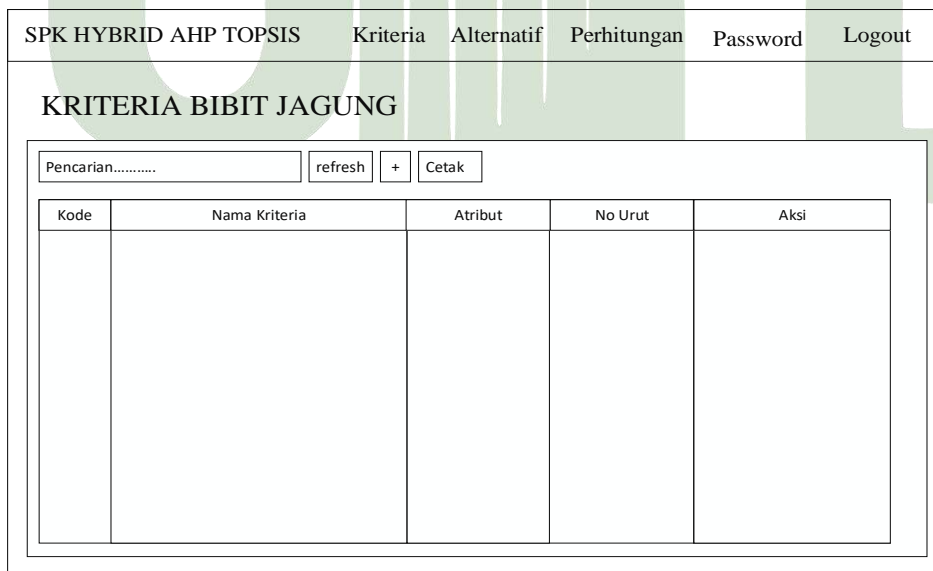 SPK HYBRID AHP TOPSIS Kriteria Alternatif Perhitungan Password Logout
KRITERIA BIBIT JAGUNG
Pencarian........... refresh + Cetak
Kode Nama Kriteria Atribut No Urut Aksi